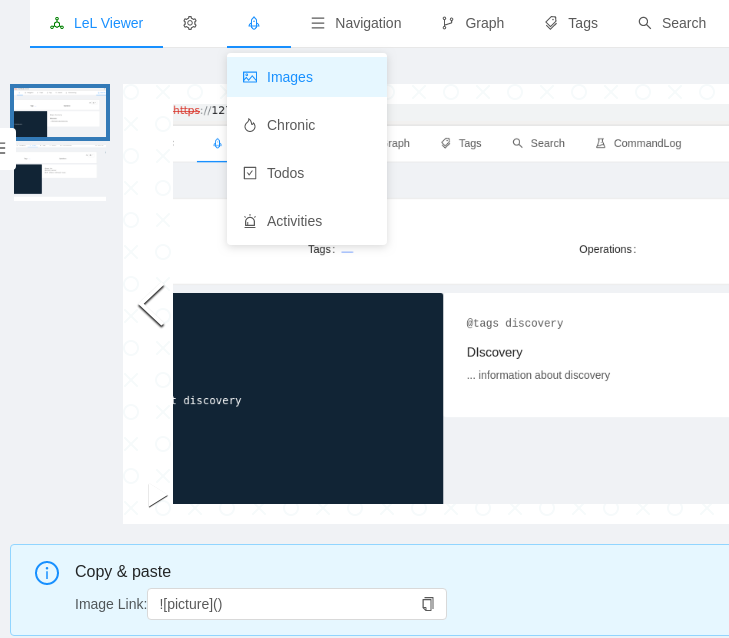 LeL Viewer Navigation Graph Tags Search
Images
https://12
Chronic
raph Tags Search CommandLog
Todos
Activities
Tags: Operations:
@tags discovery
DIscovery
... information about discovery
t discovery
Copy & paste
Image Link: ![picture]()